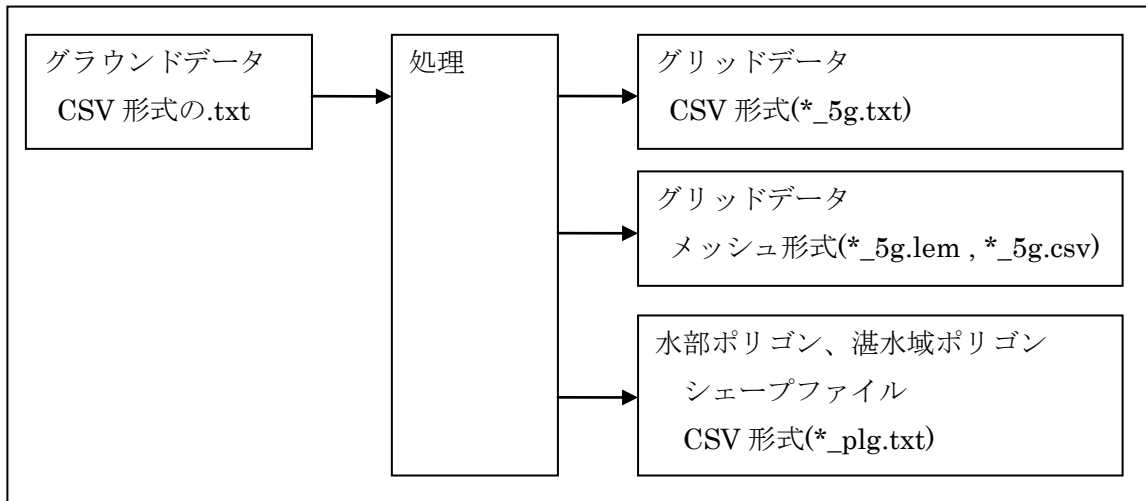 グラウンドデータ
CSV 形式の.txt
処理
グリッドデータ
CSV 形式(*_5g.txt)
グリッドデータ
メッシュ形式(*_5g.lem , *_5g.csv)
水部ポリゴン、湛水域ポリゴン
シェープファイル
CSV 形式(*_plg.txt)